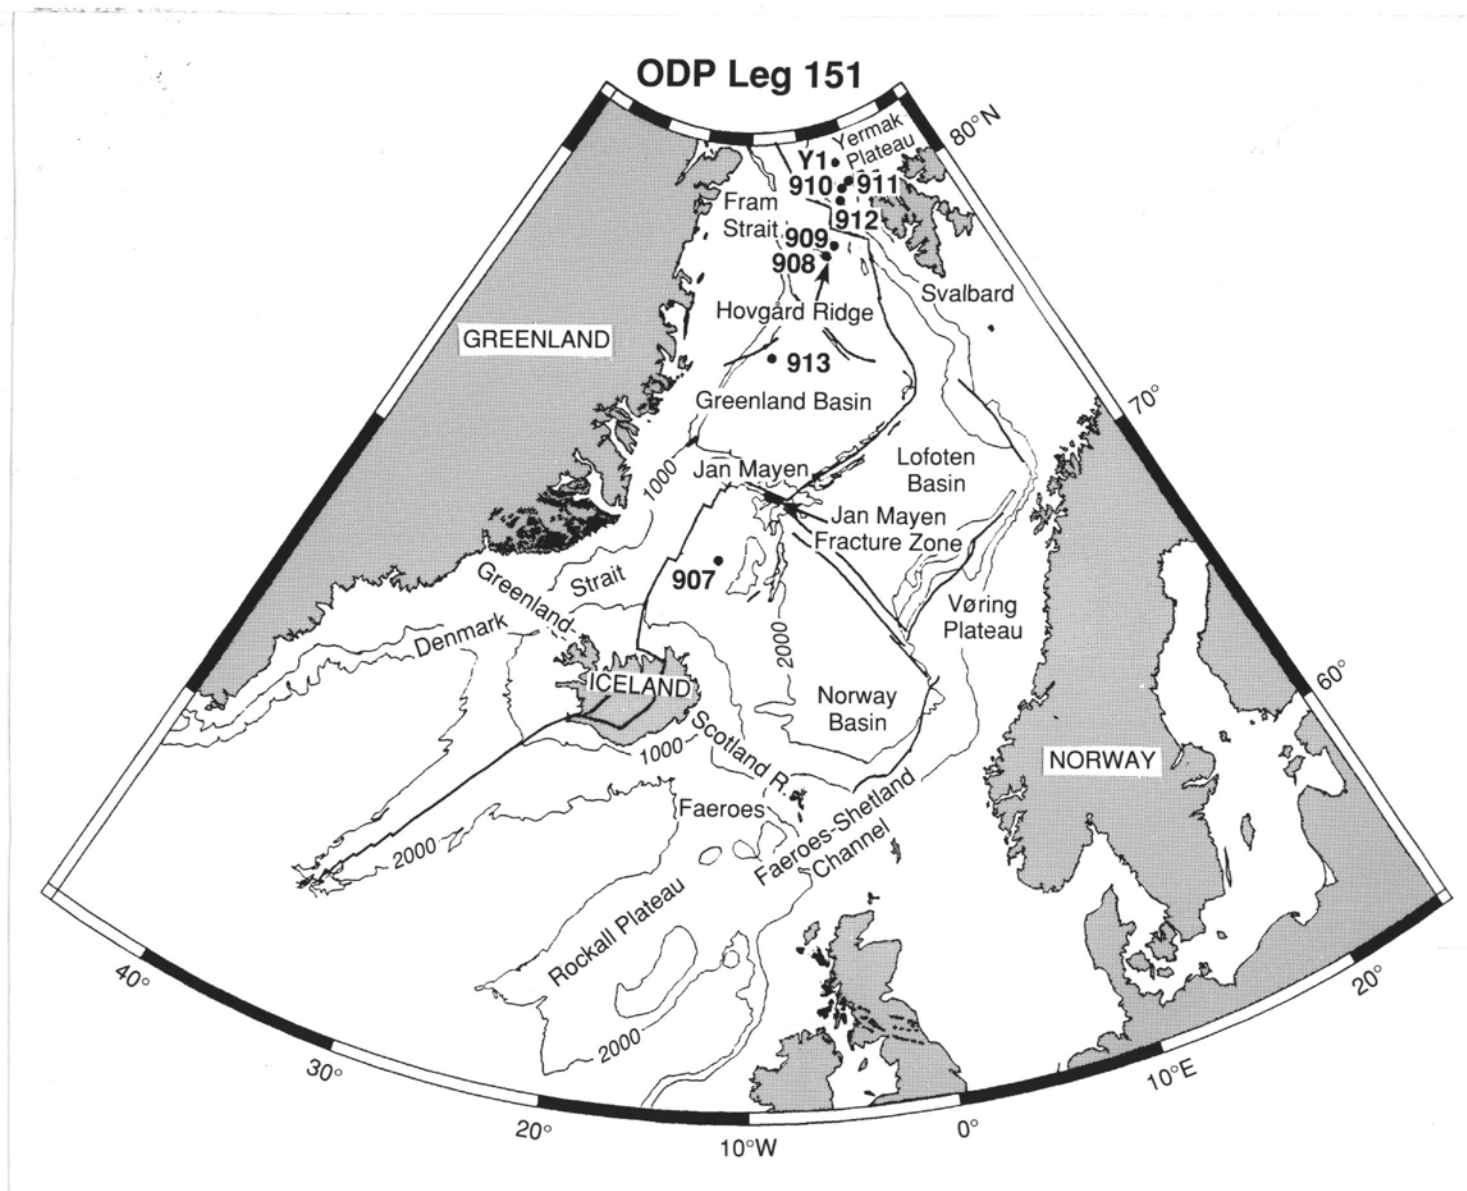 ODP Leg 151
80°N
Yermak
Plateau
Y1
910
911
912
Fram
Strait
909
908
Svalbard
Hovgård Ridge
GREENLAND
913
70°
Greenland Basin
Lofoten
Basin
Jan Mayen
1000
Jan Mayen
Fracture Zone
907
Strait
Greenland-
Denmark
Vøring
Plateau
2000
60°
ICELAND
Norway
Basin
Scotland R.
1000
NORWAY
Faeroes
Faeroes-Shetland
Channel
2000
Rockall Plateau
2000
40°
30°
20°
10°W
0°
10°E
20°